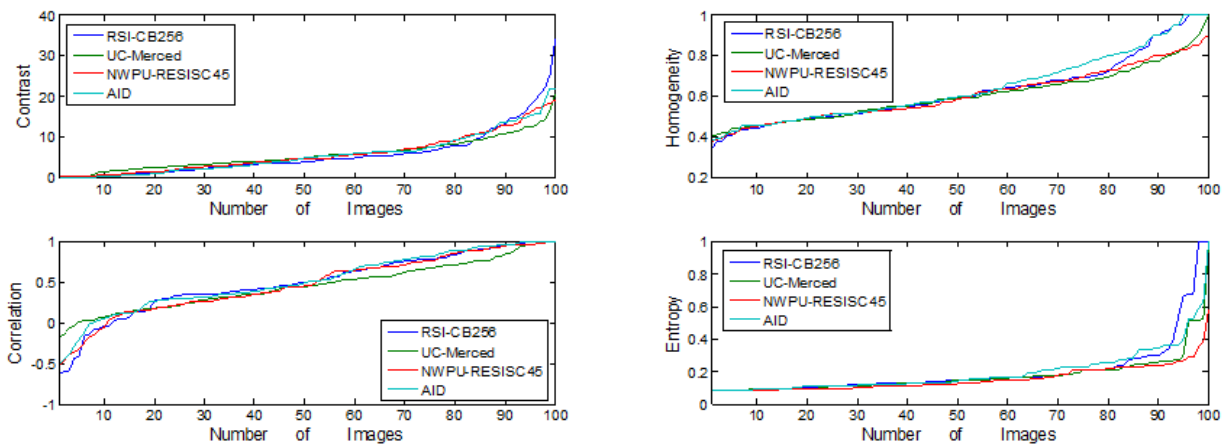 40
30
20
10
0
Contrast
RSI-CB256
UC-Merced
NWPU-RESISC45
AID
10 20 30 40 50 60 70 80 90 100
Number of Images
1
0.8
0.6
0.4
0.2
Homogeneity
RSI-CB256
UC-Merced
NWPU-RESISC45
AID
10 20 30 40 50 60 70 80 90 100
Number of Images
1
0.5
0
-0.5
-1
Correlation
RSI-CB256
UC-Merced
NWPU-RESISC45
AID
10 20 30 40 50 60 70 80 90 100
Number of Images
1
0.8
0.6
0.4
0.2
0
Entropy
RSI-CB256
UC-Merced
NWPU-RESISC45
AID
10 20 30 40 50 60 70 80 90 100
Number of Images